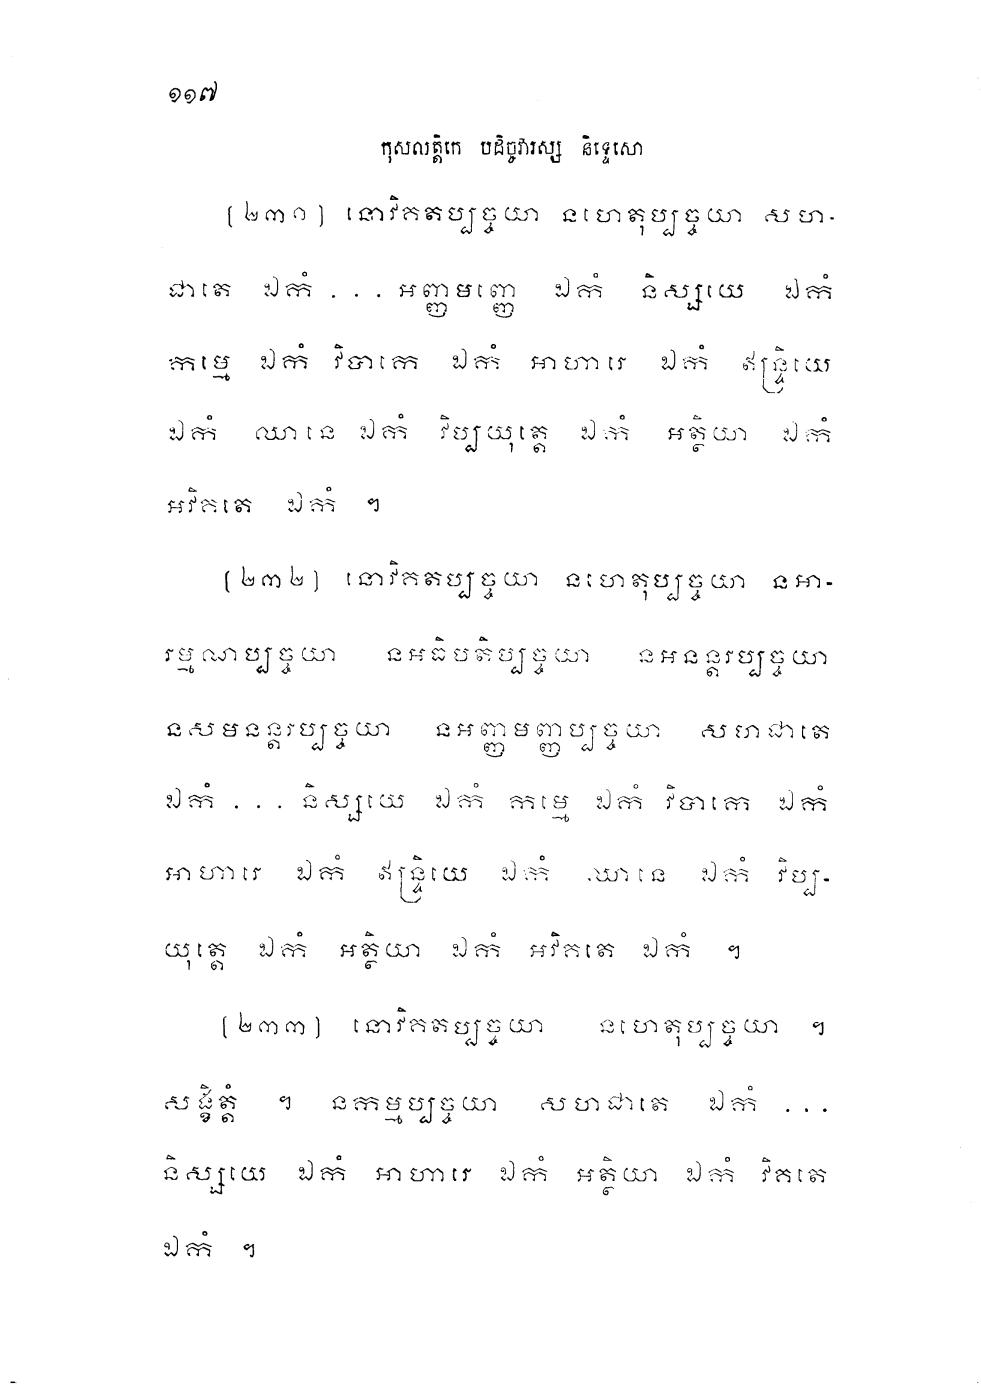 ១១៧
កុសលត្តិកេ បដិច្ចវារស្ស និទ្ទេសោ
(២៣១) នោវិគតប្បច្ចយា នហេតុប្បច្ចយា សហ-
ជាតេ ឯកំ ... អញ្ញមញ្ញេ ឯកំ និស្សយេ ឯកំ
កម្មេ ឯកំ វិបាកេ ឯកំ អាហារេ ឯកំ ឥន្ទ្រិយេ
ឯកំ ឈានេ ឯកំ វិប្បយុត្តេ ឯកំ អត្ថិយា ឯកំ
អវិគតេ ឯកំ ។
(២៣២) នោវិគតប្បច្ចយា នហេតុប្បច្ចយា នអា-
រម្មណប្បច្ចយា នអធិបតិប្បច្ចយា នអនន្តរប្បច្ចយា
នសមនន្តរប្បច្ចយា នអញ្ញមញ្ញប្បច្ចយា សហជាតេ
ឯកំ ... និស្សយេ ឯកំ កម្មេ ឯកំ វិបាកេ ឯកំ
អាហារេ ឯកំ ឥន្ទ្រិយេ ឯកំ ឈានេ ឯកំ វិប្ប-
យុត្តេ ឯកំ អត្ថិយា ឯកំ អវិគតេ ឯកំ ។
(២៣៣) នោវិគតប្បច្ចយា នហេតុប្បច្ចយា ។
សង្ខិត្តំ ។ នកម្មប្បច្ចយា សហជាតេ ឯកំ ...
និស្សយេ ឯកំ អាហារេ ឯកំ អត្ថិយា ឯកំ វិគតេ
ឯកំ ។